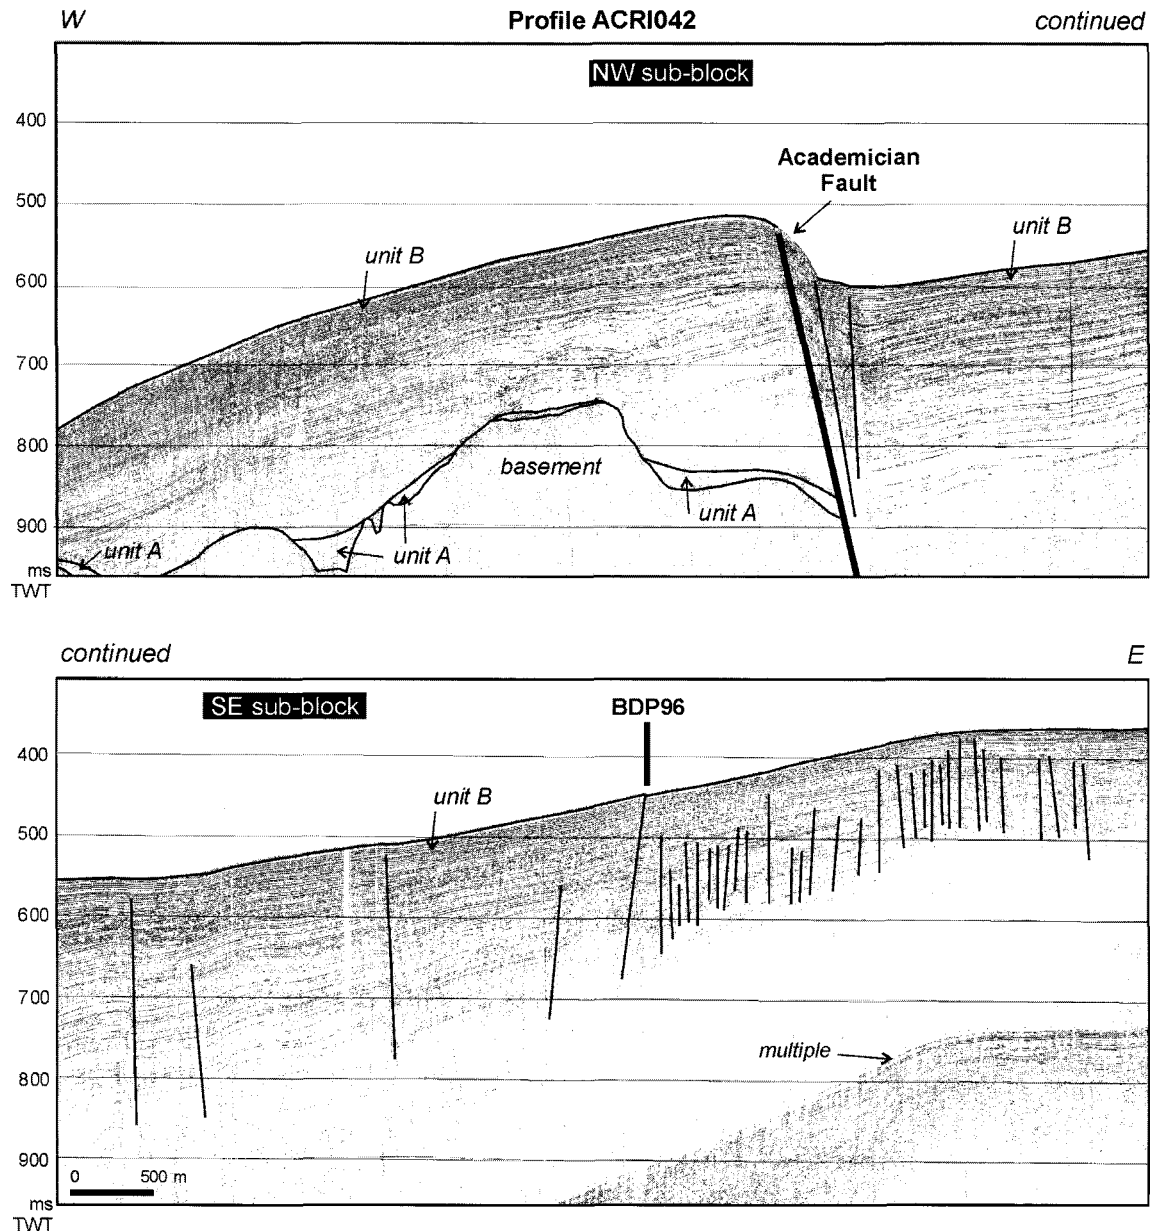 W Profile ACRI042 continued
NW sub-block
400
Academician
Fault
500
unit B
unit B
600
700
800
basement
unit A
900
unit A
unit A
ms
TWT
continued E
SE sub-block
BDP96
400
unit B
500
600
700
multiple
800
900
0 500 m
ms
TWT